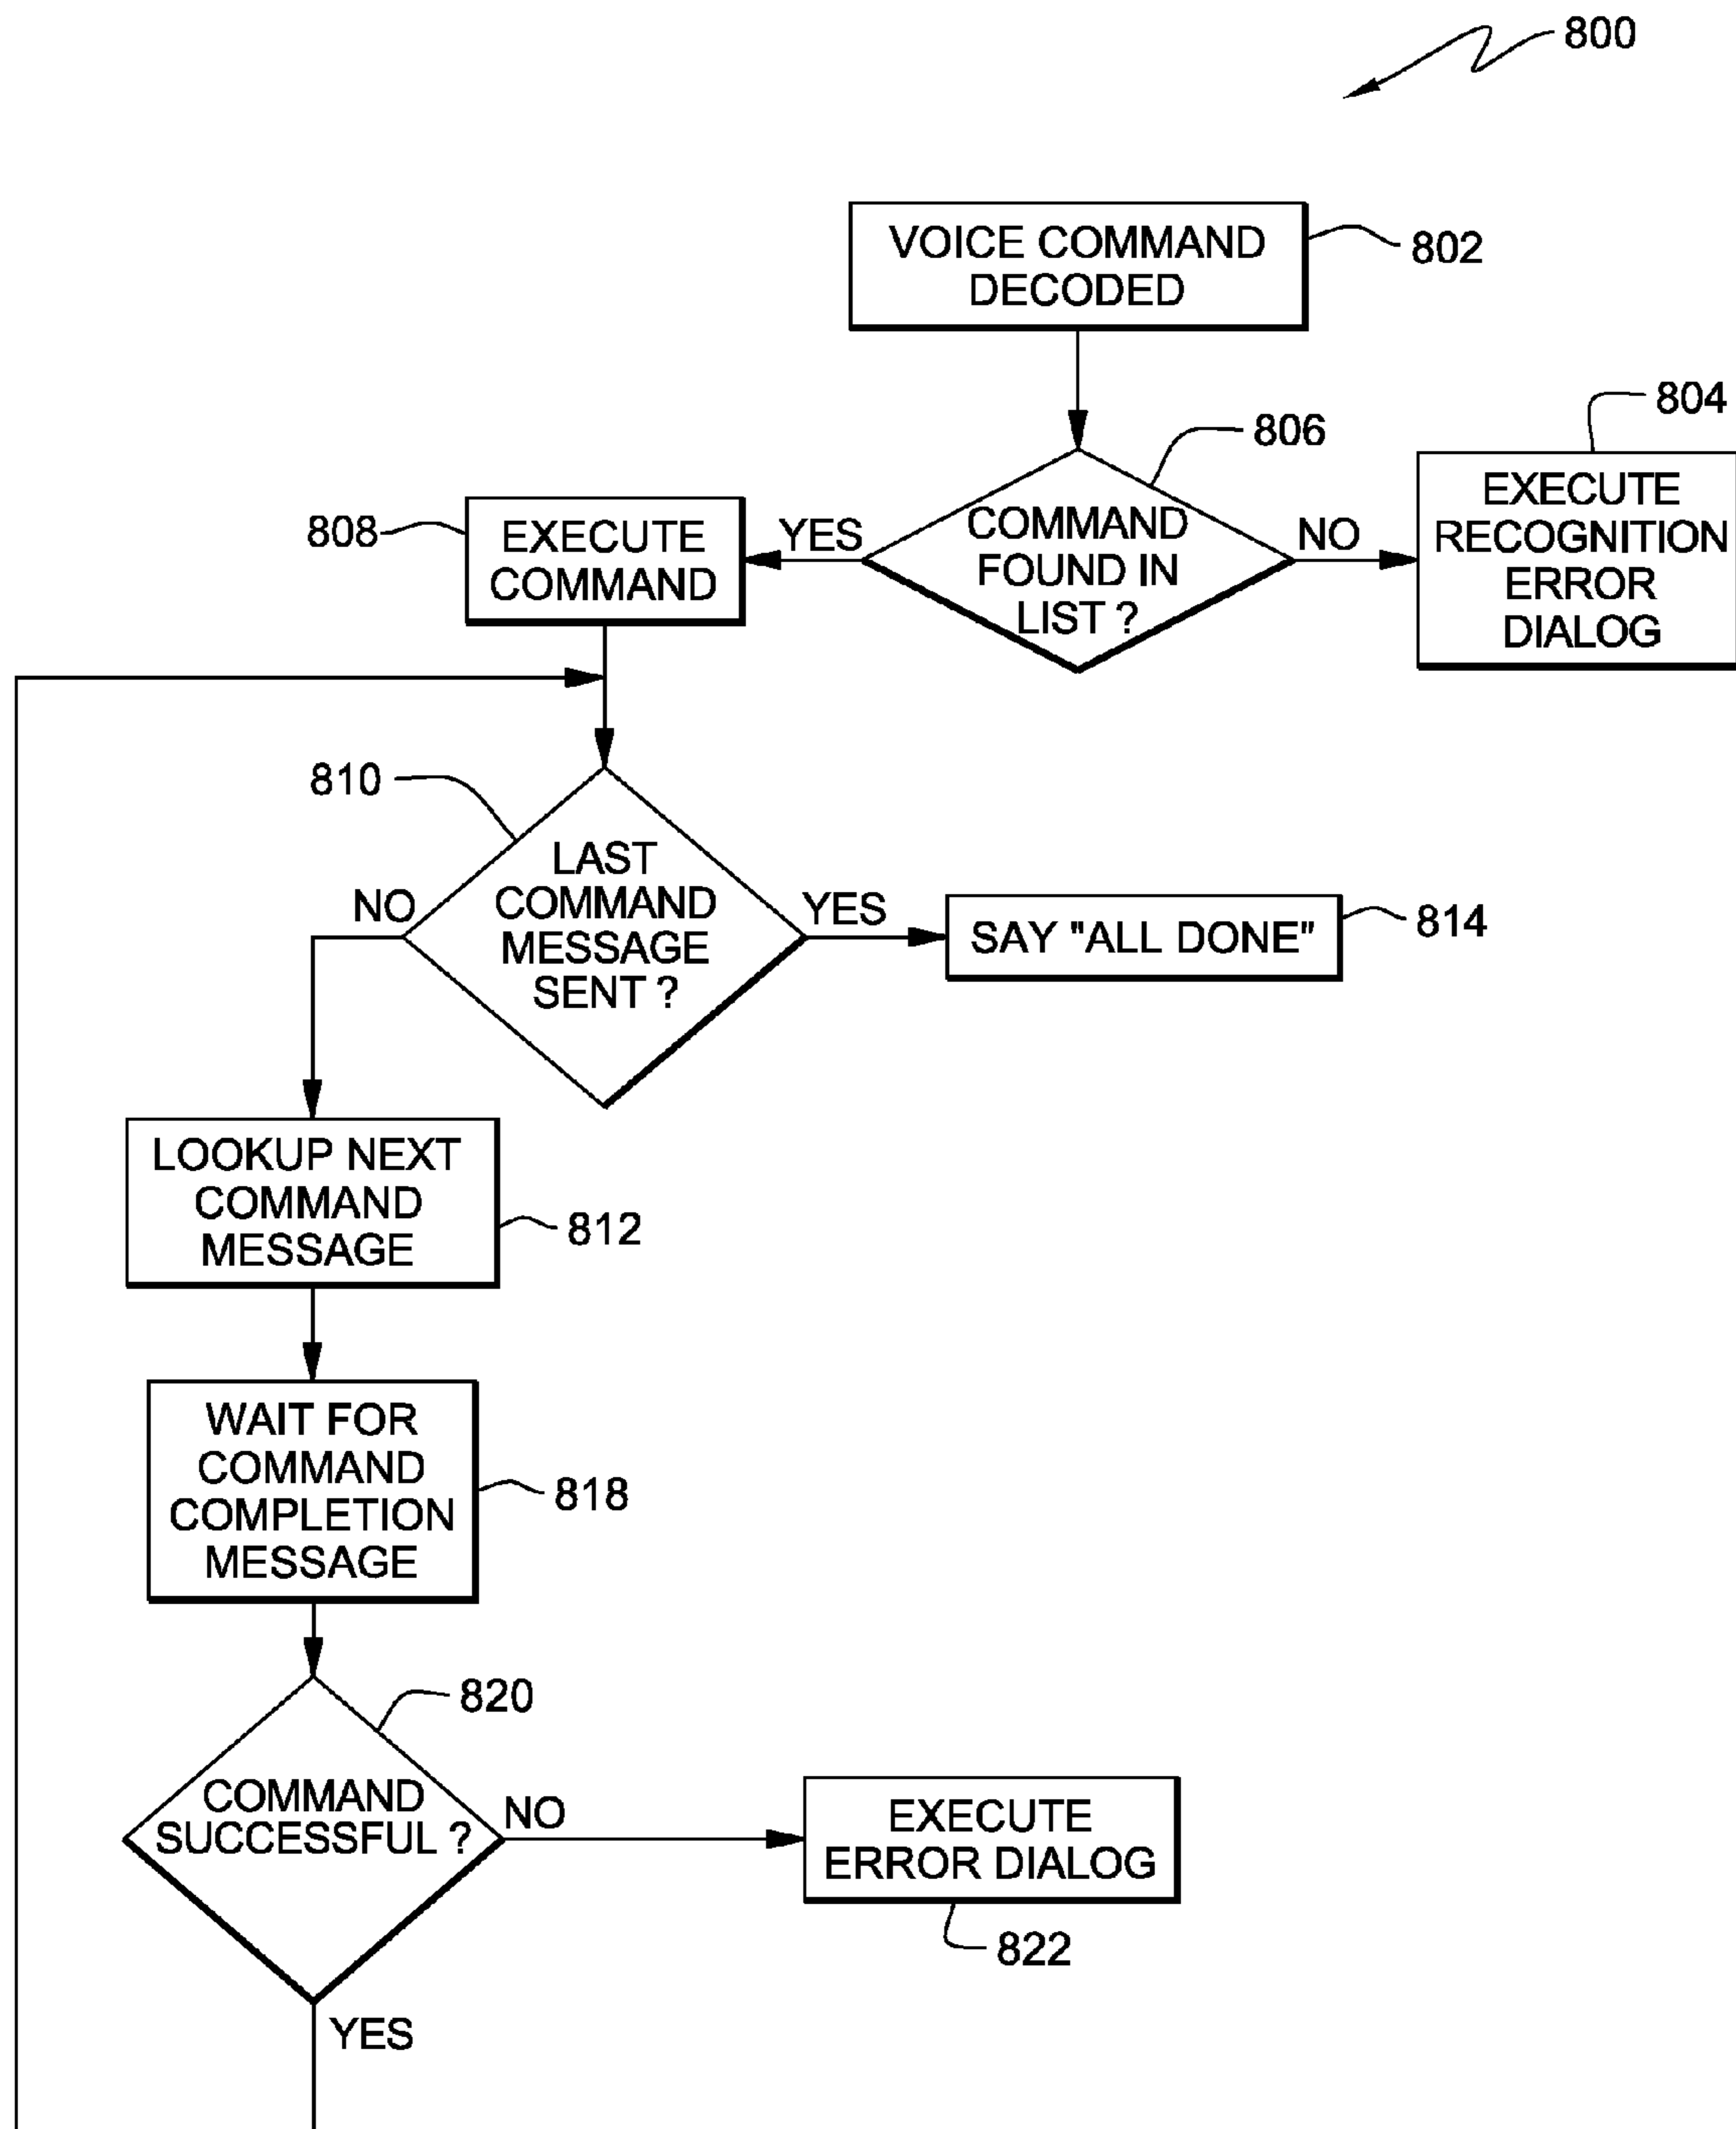 800
VOICE COMMAND
DECODED
802
804
806
EXECUTE
RECOGNITION
ERROR
DIALOG
NO
COMMAND
FOUND IN
LIST ?
YES
808
EXECUTE
COMMAND
810
LAST
COMMAND
MESSAGE
SENT ?
NO
YES
SAY "ALL DONE"
814
LOOKUP NEXT
COMMAND
MESSAGE
812
WAIT FOR
COMMAND
COMPLETION
MESSAGE
818
820
COMMAND
SUCCESSFUL ?
NO
EXECUTE
ERROR DIALOG
822
YES